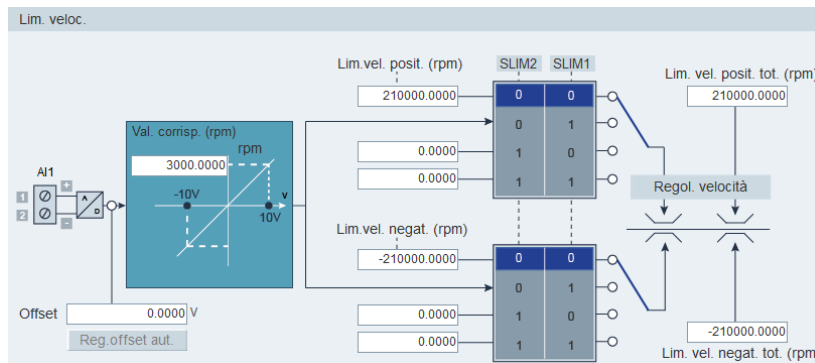 Lim. veloc.
Lim.vel. posit. (rpm)
SLIM2 SLIM1
Lim. vel. posit. tot. (rpm)
210000.0000
0 0
210000.0000
Val. corrisp. (rpm)
0 1
3000.0000
rpm
0.0000
1 0
AI1
0.0000
1 1
Regol. velocità
-10V
v
1
+
A
D
10V
2
-
Lim.vel. negat. (rpm)
-210000.0000
0 0
0 1
Offset
0.0000 V
0.0000
1 0
-210000.0000
Reg.offset aut.
0.0000
1 1
Lim. vel. negat. tot. (rpm